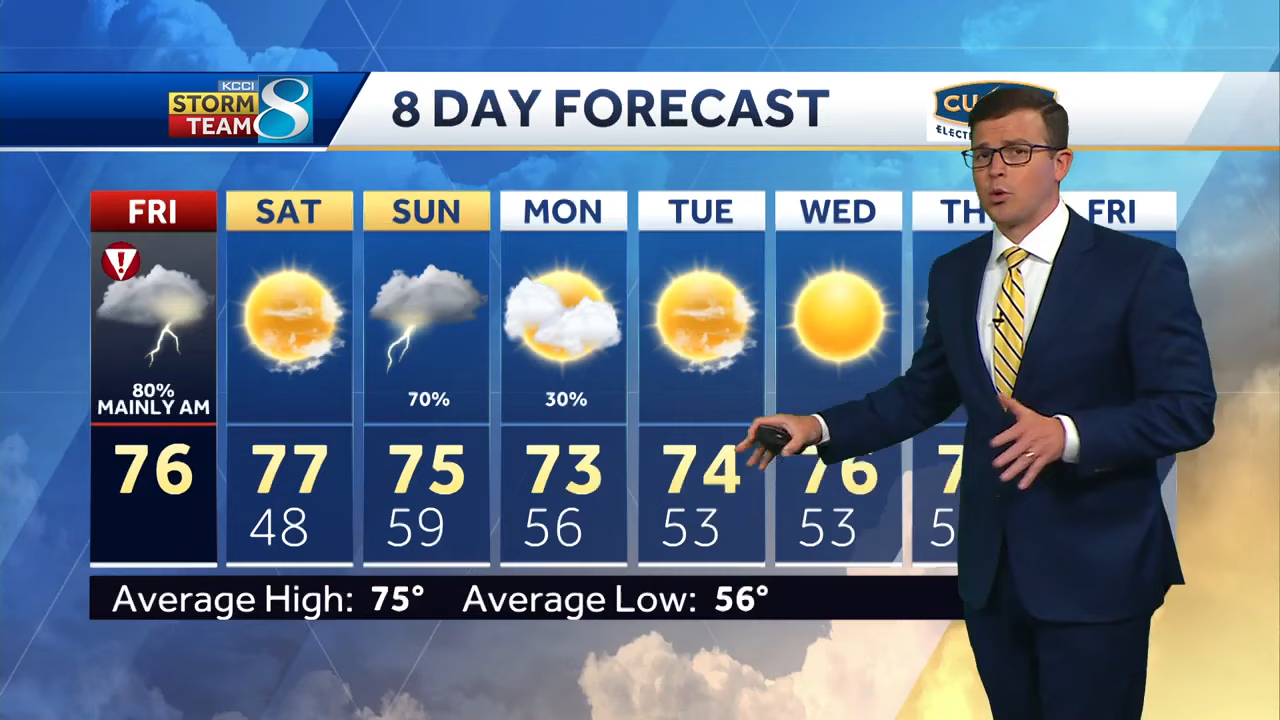 KCCI
STORM
TEAM
8
8 DAY FORECAST
FRI
SAT
SUN
MON
TUE
WED
FRI
80%
MAINLY AM
70%
30%
76
77
75
73
74
76
48
59
56
53
53
Average High: 75° Average Low: 56°